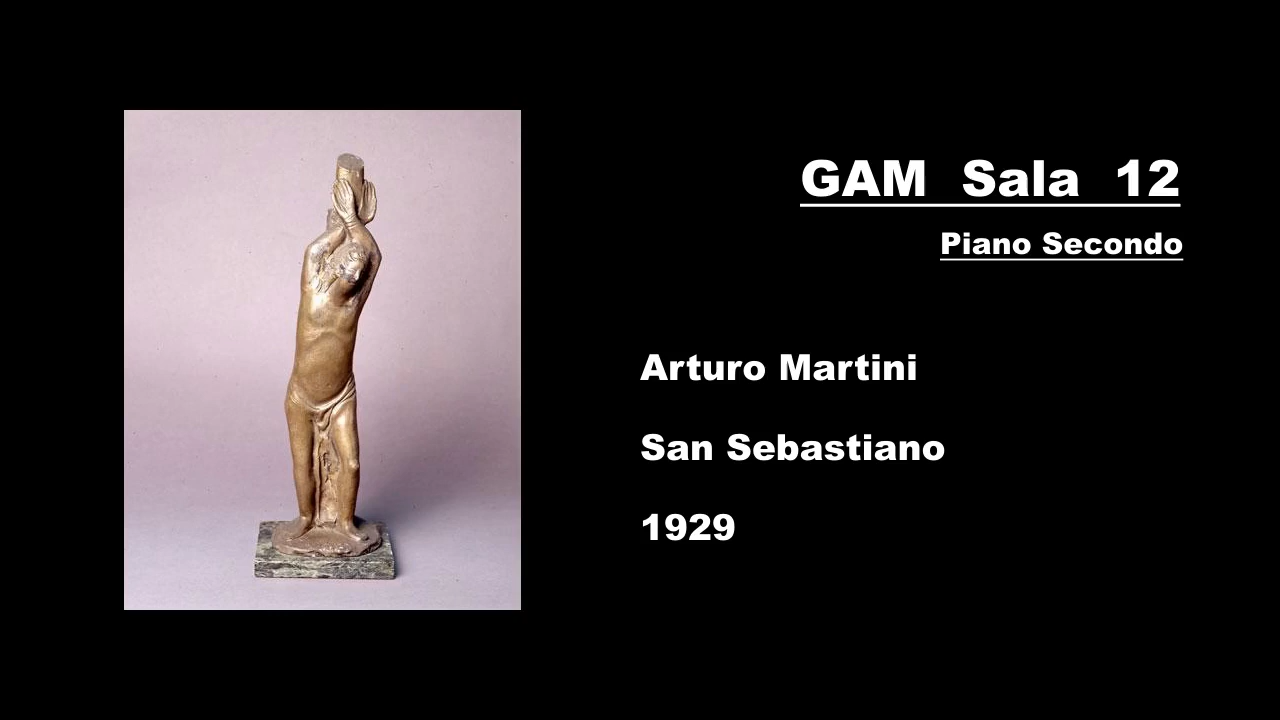 GAM Sala 12
Piano Secondo
Arturo Martini
San Sebastiano
1929